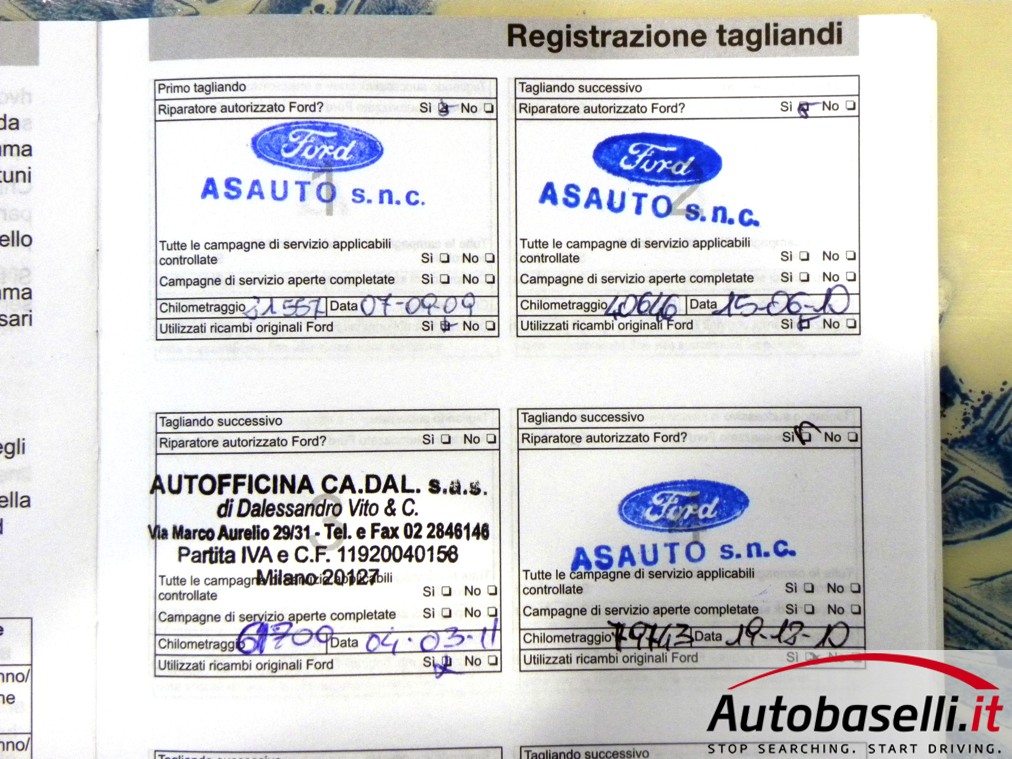 Registrazione tagliandi
Primo tagliando
Riparatore autorizzato Ford? Sì No
Ford
1
ASAUTO s.n.c.
Tutte le campagne di servizio applicabili
controllate Sì No
Campagne di servizio aperte completate Sì No
Chilometraggio 21557 Data 07-09-09
Utilizzati ricambi originali Ford Sì No
Tagliando successivo
Riparatore autorizzato Ford? Sì No
Ford
2
ASAUTO s.n.c.
Tutte le campagne di servizio applicabili
controllate Sì No
Campagne di servizio aperte completate Sì No
Chilometraggio 40646 Data 15-06-10
Utilizzati ricambi originali Ford Sì No
Tagliando successivo
Riparatore autorizzato Ford? Sì No
3
AUTOFFICINA CA.DAL. s.a.s.
di Dalessandro Vito & C.
Via Marco Aurelio 29/31 - Tel. e Fax 02 2846146
Partita IVA e C.F. 11920040156
Milano 20127
Tutte le campagne di servizio applicabili
controllate Sì No
Campagne di servizio aperte completate Sì No
Chilometraggio 61700 Data 04-03-11
Utilizzati ricambi originali Ford Sì No
Tagliando successivo
Riparatore autorizzato Ford? Sì No
Ford
ASAUTO s.n.c.
Tutte le campagne di servizio applicabili
controllate Sì No
Campagne di servizio aperte completate Sì No
Chilometraggio 79743 Data
Utilizzati ricambi originali Ford Sì No
Tagliando successivo
Tagliando successivo
Autobaselli.it
STOP SEARCHING. START DRIVING.